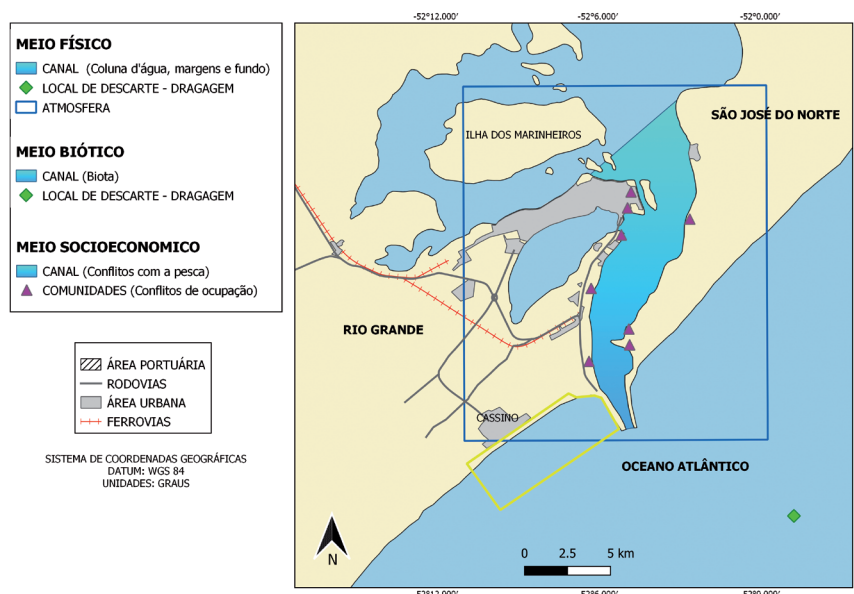 -52°12.000'
-52°6.000'
-52°0.000'
MEIO FÍSICO
CANAL (Coluna d'água, margens e fundo)
LOCAL DE DESCARTE - DRAGAGEM
ATMOSFERA
MEIO BIÓTICO
CANAL (Biota)
LOCAL DE DESCARTE - DRAGAGEM
MEIO SOCIOECONOMICO
CANAL (Conflitos com a pesca)
COMUNIDADES (Conflitos de ocupação)
ÁREA PORTUÁRIA
RODOVIAS
ÁREA URBANA
FERROVIAS
SISTEMA DE COORDENADAS GEOGRÁFICAS
DATUM: WGS 84
UNIDADES: GRAUS
SÃO JOSÉ DO NORTE
ILHA DOS MARINHEIROS
RIO GRANDE
CASSINO
OCEANO ATLÂNTICO
N
0 2.5 5 km